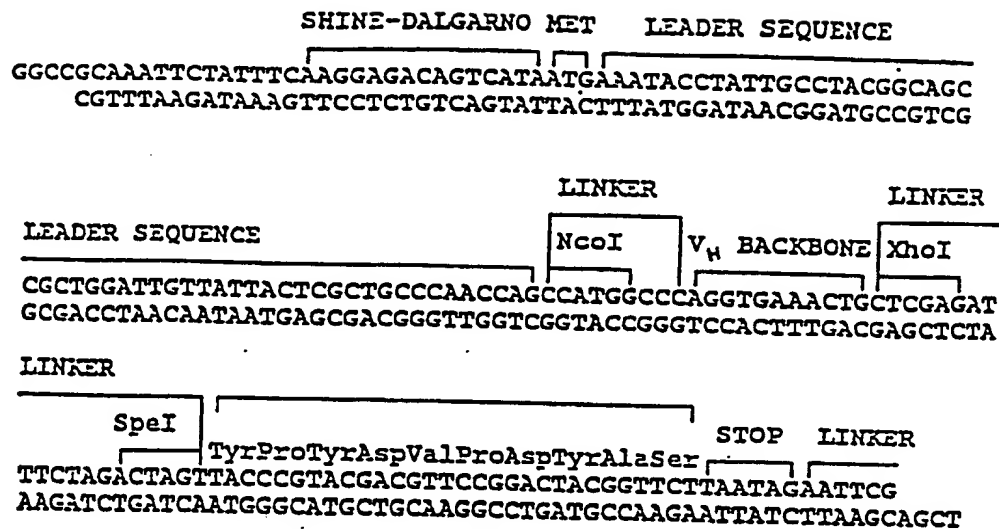 SHINE-DALGARNO MET LEADER SEQUENCE
GGCCGCAAATTCTATTTCAAGGAGACAGTCATAATGAAATACCTATTGCCTACGGCAGC
CGTTTAAGATAAAGTTCCTCTGTCAGTATTACTTTATGGATAACGGATGCCGTCG
LINKER LINKER
LEADER SEQUENCE NcoI VH BACKBONE XhoI
CGCTGGATTGTTATTACTCGCTGCCCAACCAGCCATGGCCCAGGTGAAACTGCTCGAGAT
GCGACCTAACAATAATGAGCGACGGGTTGGTCGGTACCGGGTCCACTTTGACGAGCTCTA
LINKER
SpeI STOP LINKER
TyrProTyrAspValProAspTyrAlaSer
TTCTAGACTAGTTACCCGTACGACGTTCCGGACTACGGTTCTTAATAGAATTCG
AAGATCTGATCAATGGGCATGCTGCAAGGCCTGATGCCAAGAATTATCTTAAGCAGCT